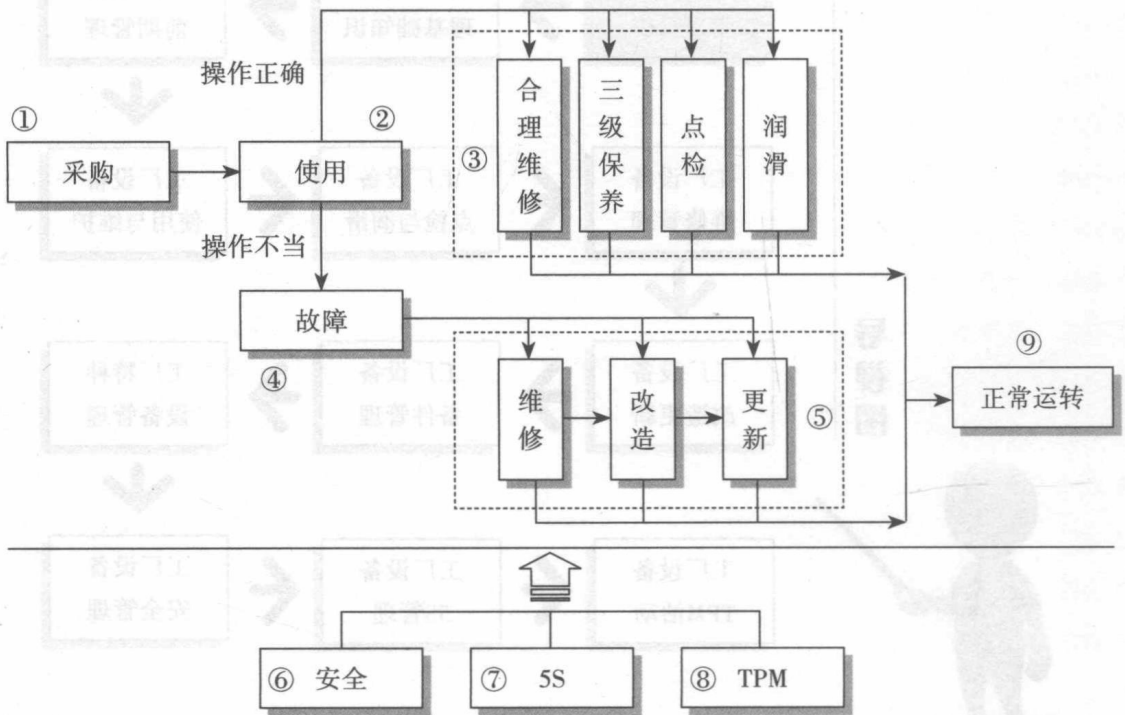 操作正确
①
②
采购
使用
③
合理维修
三级保养
点检
润滑
操作不当
故障
④
维修
改造
更新
⑤
⑨
正常运转
⑥ 安全
⑦ 5S
⑧ TPM